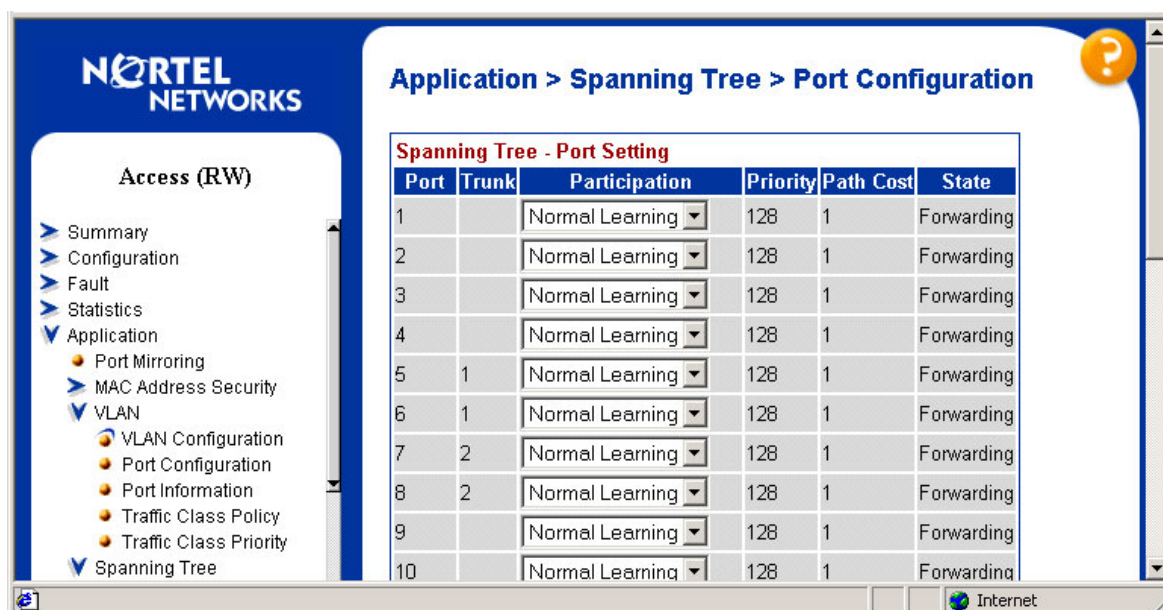 NORTEL
NETWORKS
Application > Spanning Tree > Port Configuration
?
Access (RW)
Summary
Configuration
Fault
Statistics
Application
Port Mirroring
MAC Address Security
VLAN
VLAN Configuration
Port Configuration
Port Information
Traffic Class Policy
Traffic Class Priority
Spanning Tree
Spanning Tree - Port Setting
Port Trunk Participation Priority Path Cost State
1 Normal Learning 128 1 Forwarding
2 Normal Learning 128 1 Forwarding
3 Normal Learning 128 1 Forwarding
4 Normal Learning 128 1 Forwarding
5 1 Normal Learning 128 1 Forwarding
6 1 Normal Learning 128 1 Forwarding
7 2 Normal Learning 128 1 Forwarding
8 2 Normal Learning 128 1 Forwarding
9 Normal Learning 128 1 Forwarding
10 Normal Learning 128 1 Forwarding
Internet